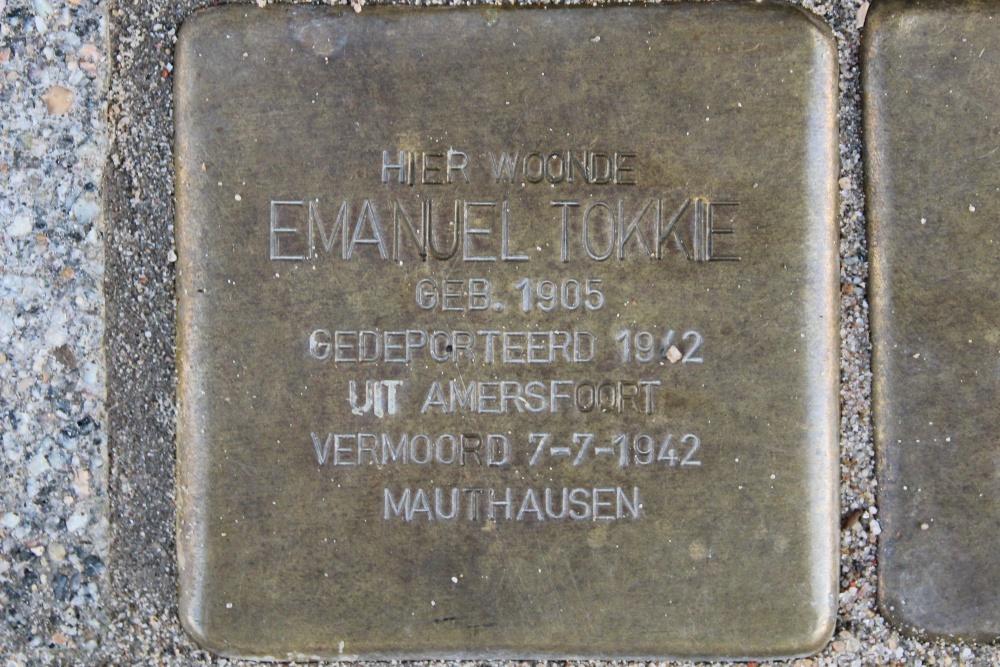 HIER WOONDE
EMANUEL TOKKIE
GEB. 1905
GEDEPORTEERD 1942
UIT AMERSFOORT
VERMOORD 7-7-1942
MAUTHAUSEN